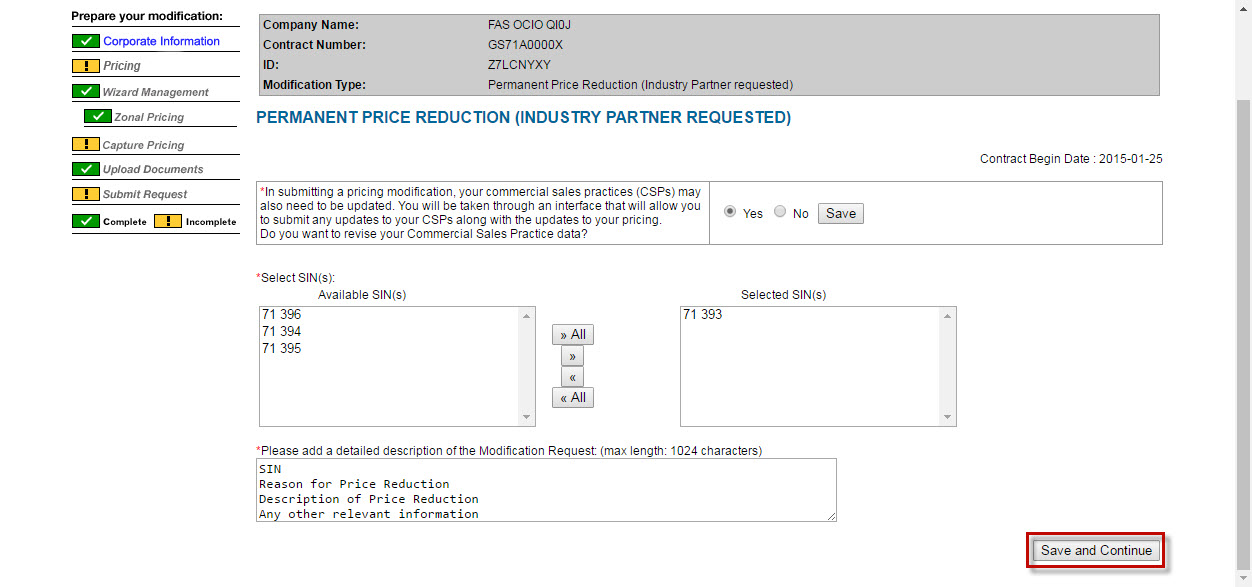 Prepare your modification:
Corporate Information
Pricing
Wizard Management
Zonal Pricing
Capture Pricing
Upload Documents
Submit Request
Complete Incomplete
Company Name: FAS OCIO QI0J
Contract Number: GS71A0000X
ID: Z7LCNYXY
Modification Type: Permanent Price Reduction (Industry Partner requested)
PERMANENT PRICE REDUCTION (INDUSTRY PARTNER REQUESTED)
Contract Begin Date : 2015-01-25
*In submitting a pricing modification, your commercial sales practices (CSPs) may
also need to be updated. You will be taken through an interface that will allow you
to submit any updates to your CSPs along with the updates to your pricing.
Do you want to revise your Commercial Sales Practice data?
Yes No Save
*Select SIN(s):
Available SIN(s) Selected SIN(s)
71 396
71 394
71 395
» All
»
«
« All
71 393
*Please add a detailed description of the Modification Request: (max length: 1024 characters)
SIN
Reason for Price Reduction
Description of Price Reduction
Any other relevant information
Save and Continue